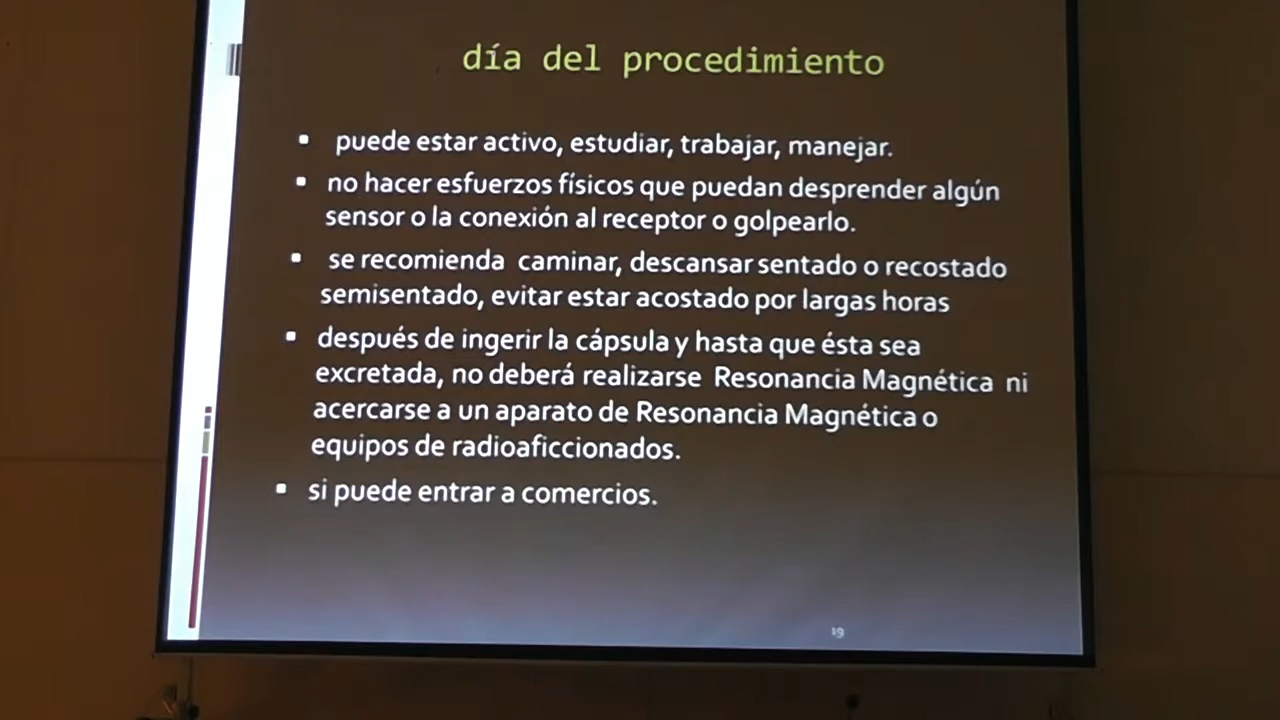 día del procedimiento
▪ puede estar activo, estudiar, trabajar, manejar.
▪ no hacer esfuerzos físicos que puedan desprender algún
sensor o la conexión al receptor o golpearlo.
▪ se recomienda caminar, descansar sentado o recostado
semisentado, evitar estar acostado por largas horas
▪ después de ingerir la cápsula y hasta que ésta sea
excretada, no deberá realizarse Resonancia Magnética ni
acercarse a un aparato de Resonancia Magnética o
equipos de radioaficcionados.
▪ si puede entrar a comercios.
19